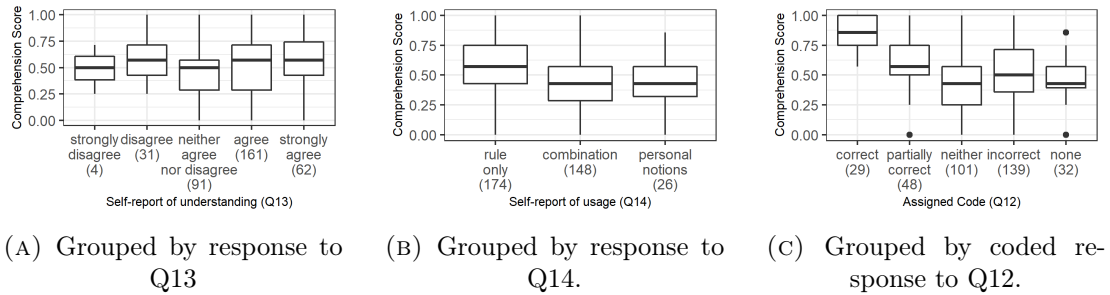 Comprehension Score
1.00
0.75
0.50
0.25
0.00
strongly disagree neither agree strongly
disagree (31) agree (161) agree
(4) nor disagree (62)
(91)
Self-report of understanding (Q13)
(A) Grouped by response to
Q13
Comprehension Score
1.00
0.75
0.50
0.25
0.00
rule combination personal
only (148) notions
(174) (26)
Self-report of usage (Q14)
(B) Grouped by response to
Q14.
Comprehension Score
1.00
0.75
0.50
0.25
0.00
correct partially neither incorrect none
(29) correct (101) (139) (32)
(48)
Assigned Code (Q12)
(C) Grouped by coded re-
sponse to Q12.